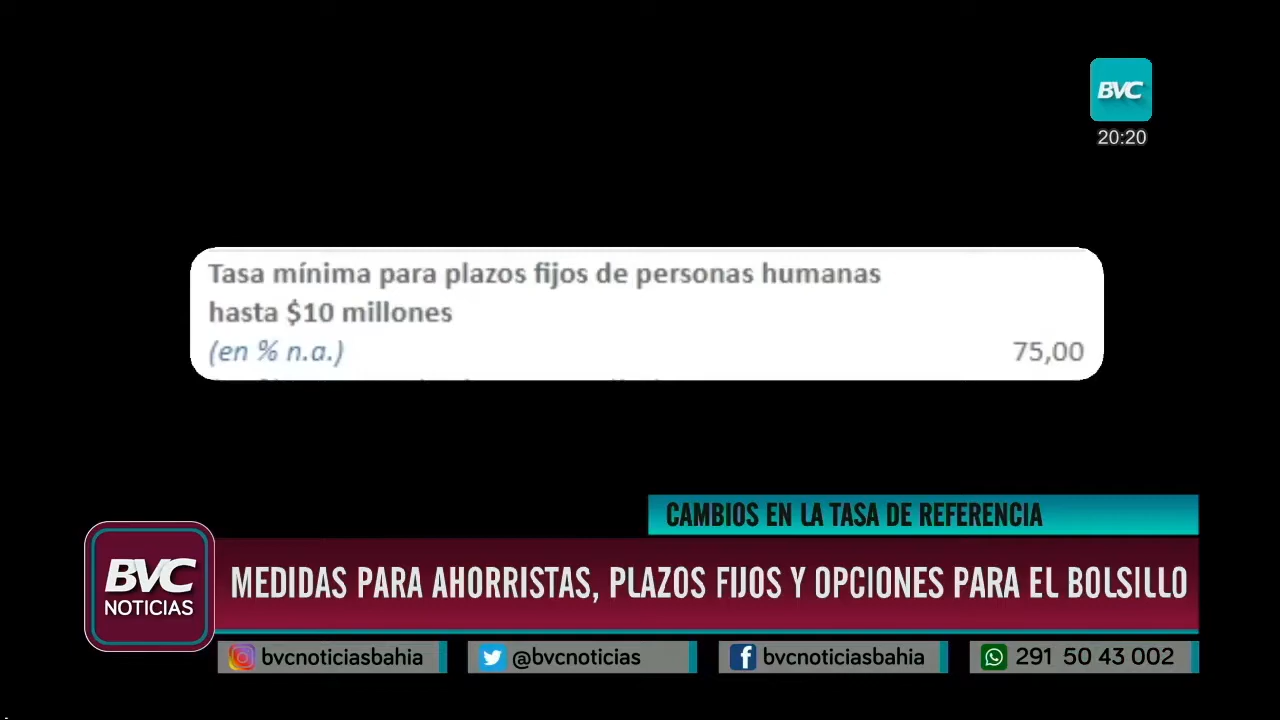 BVC
20:20
Tasa mínima para plazos fijos de personas humanas
hasta $10 millones
(en % n.a.)
75,00
CAMBIOS EN LA TASA DE REFERENCIA
BVC
NOTICIAS
MEDIDAS PARA AHORRISTAS, PLAZOS FIJOS Y OPCIONES PARA EL BOLSILLO
bvcnoticiasbahia
@bvcnoticias
bvcnoticiasbahia
291 50 43 002